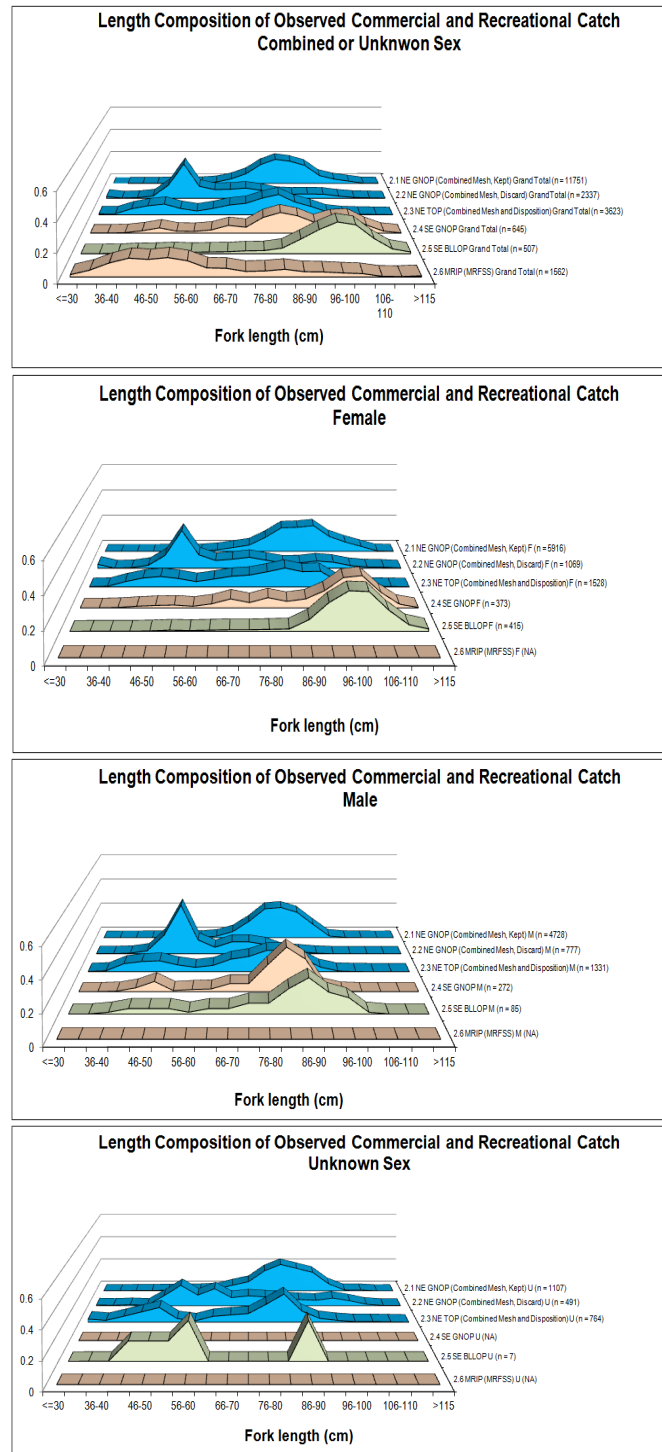 Length Composition of Observed Commercial and Recreational Catch
Combined or Unknwon Sex
0.6
0.4
0.2
0
2.1 NE GNOP (Combined Mesh, Kept) Grand Total (n = 11751)
2.2 NE GNOP (Combined Mesh, Discard) Grand Total (n = 2337)
2.3 NE TOP (Combined Mesh and Disposition) Grand Total (n = 3623)
2.4 SE GNOP Grand Total (n = 645)
2.5 SE BLLOP Grand Total (n = 507)
2.6 MRIP (MRFSS) Grand Total (n = 1562)
<=30 36-40 46-50 56-60 66-70 76-80 86-90 96-100 106-110 >115
Fork length (cm)
Length Composition of Observed Commercial and Recreational Catch
Female
0.6
0.4
0.2
0
2.1 NE GNOP (Combined Mesh, Kept) F (n = 5916)
2.2 NE GNOP (Combined Mesh, Discard) F (n = 1069)
2.3 NE TOP (Combined Mesh and Disposition) F (n = 1528)
2.4 SE GNOP F (n = 373)
2.5 SE BLLOP F (n = 415)
2.6 MRIP (MRFSS) F (NA)
<=30 36-40 46-50 56-60 66-70 76-80 86-90 96-100 106-110 >115
Fork length (cm)
Length Composition of Observed Commercial and Recreational Catch
Male
0.6
0.4
0.2
0
2.1 NE GNOP (Combined Mesh, Kept) M (n = 4728)
2.2 NE GNOP (Combined Mesh, Discard) M (n = 777)
2.3 NE TOP (Combined Mesh and Disposition) M (n = 1331)
2.4 SE GNOP M (n = 272)
2.5 SE BLLOP M (n = 85)
2.6 MRIP (MRFSS) M (NA)
<=30 36-40 46-50 56-60 66-70 76-80 86-90 96-100 106-110 >115
Fork length (cm)
Length Composition of Observed Commercial and Recreational Catch
Unknown Sex
0.6
0.4
0.2
0
2.1 NE GNOP (Combined Mesh, Kept) U (n = 1107)
2.2 NE GNOP (Combined Mesh, Discard) U (n = 491)
2.3 NE TOP (Combined Mesh and Disposition) U (n = 764)
2.4 SE GNOP U (NA)
2.5 SE BLLOP U (n = 7)
2.6 MRIP (MRFSS) U (NA)
<=30 36-40 46-50 56-60 66-70 76-80 86-90 96-100 106-110 >115
Fork length (cm)